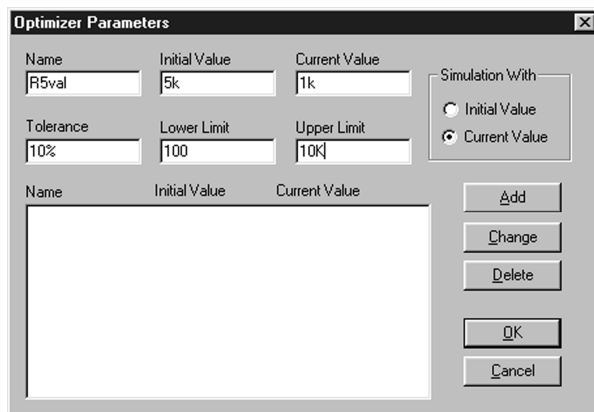 Optimizer Parameters
Name Initial Value Current Value
R5val 5k 1k
Simulation With
Initial Value
Current Value
Tolerance Lower Limit Upper Limit
10% 100 10K
Name Initial Value Current Value
Add
Change
Delete
OK
Cancel